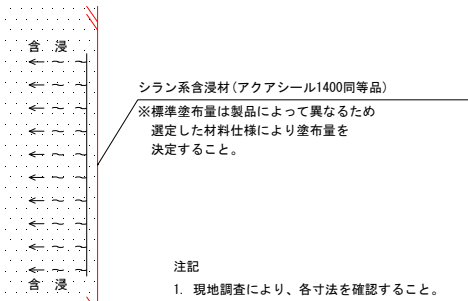 含 浸
シラン系含浸材(アクアシール1400同等品)
※標準塗布量は製品によって異なるため
選定した材料仕様により塗布量を
決定すること。
含 浸
注記
1. 現地調査により、各寸法を確認すること。